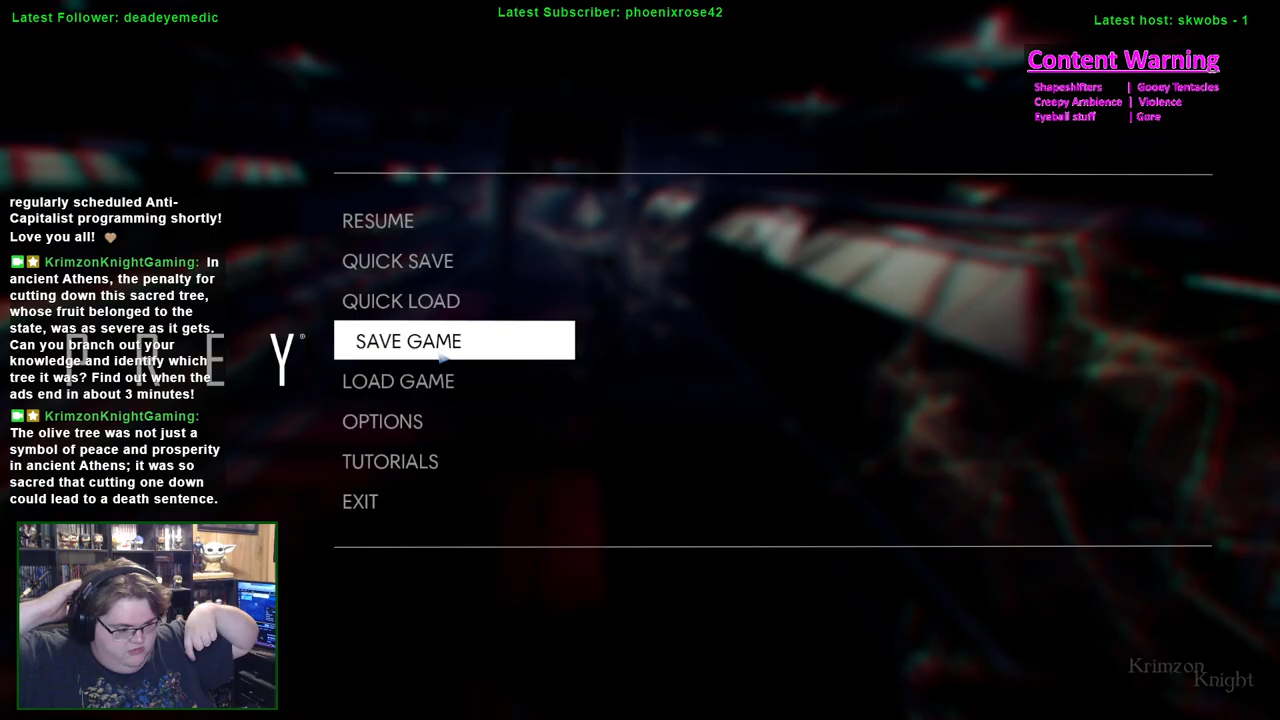 Latest Follower: deadeyemedic
Latest Subscriber: phoenixrose42
Latest host: skwobs - 1
Content Warning
Shapeshifters | Gooey Tentacles
Creepy Ambience | Violence
Eyeball stuff | Gore
regularly scheduled Anti-
Capitalist programming shortly!
Love you all!
KrimzonKnightGaming: In
ancient Athens, the penalty for
cutting down this sacred tree,
whose fruit belonged to the
state, was as severe as it gets.
Can you branch out your
knowledge and identify which
tree it was? Find out when the
ads end in about 3 minutes!
KrimzonKnightGaming:
The olive tree was not just a
symbol of peace and prosperity
in ancient Athens; it was so
sacred that cutting one down
could lead to a death sentence.
PREY®
RESUME
QUICK SAVE
QUICK LOAD
SAVE GAME
LOAD GAME
OPTIONS
TUTORIALS
EXIT
Krimzon
Knight